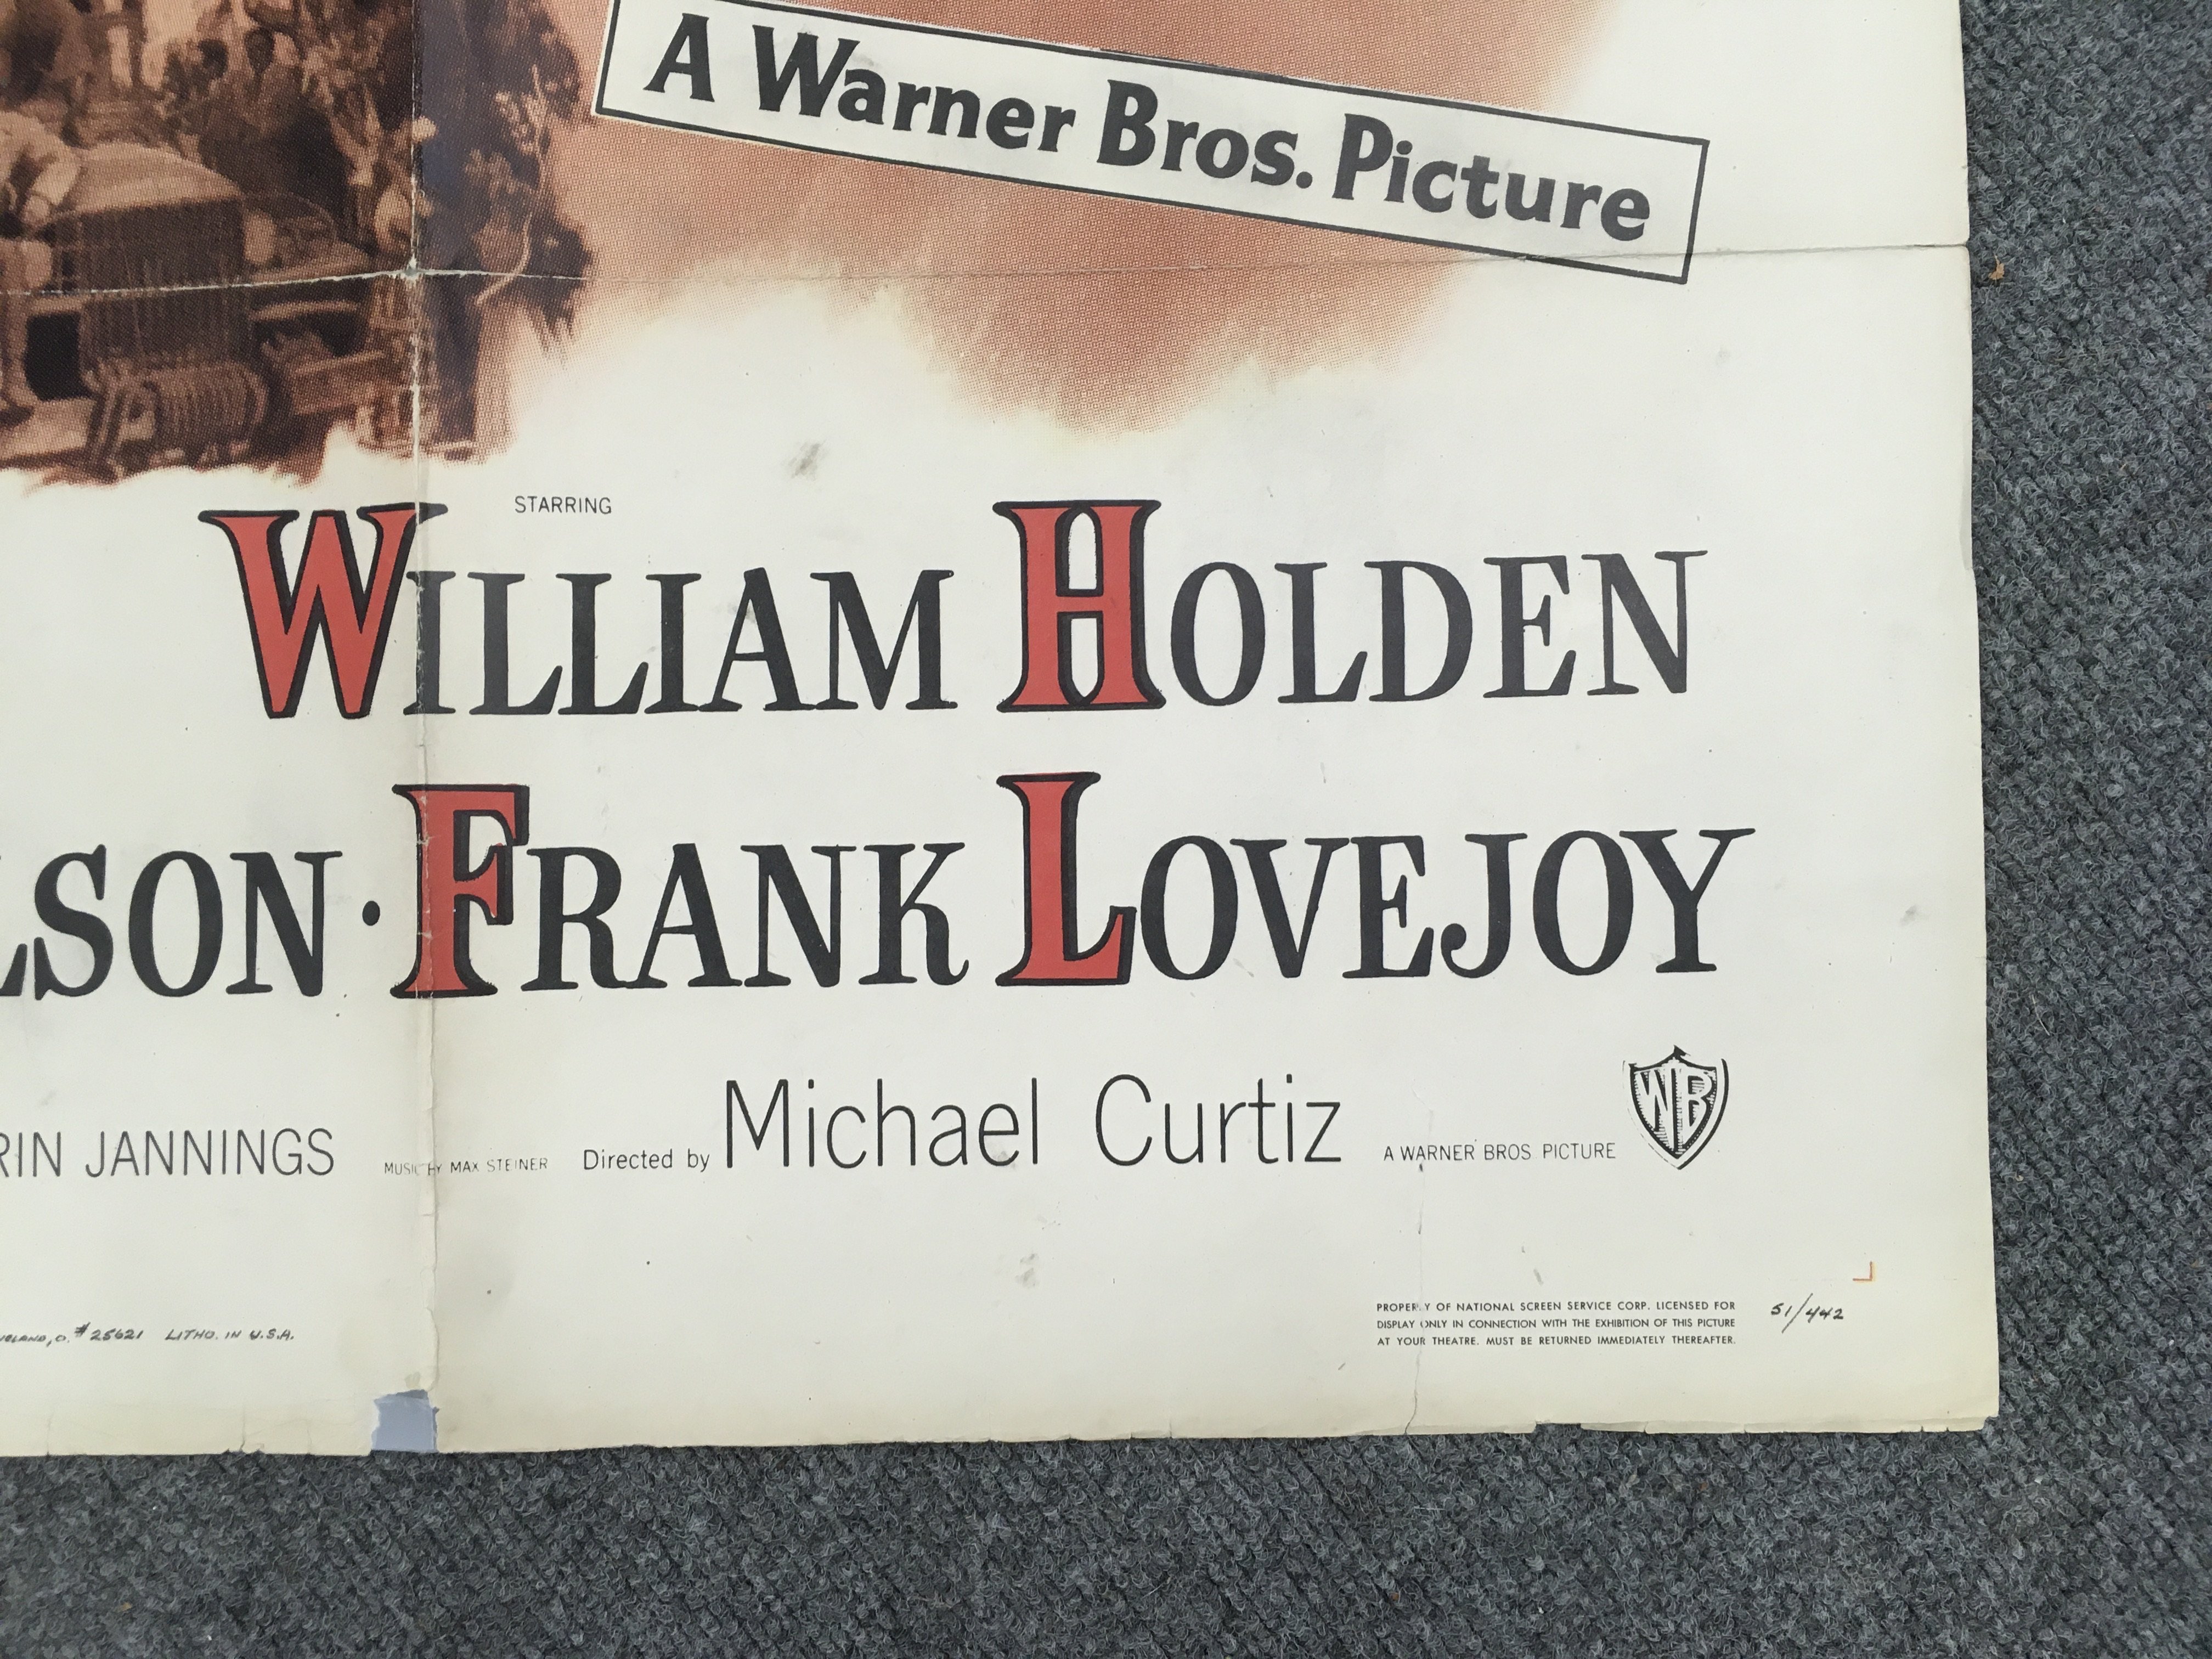 A Warner Bros. Picture
STARRING
WILLIAM HOLDEN
LSON · FRANK LOVEJOY
RIN JANNINGS MUSIC BY MAX STEINER Directed by Michael Curtiz A WARNER BROS PICTURE WB
PROPERTY OF NATIONAL SCREEN SERVICE CORP. LICENSED FOR
DISPLAY ONLY IN CONNECTION WITH THE EXHIBITION OF THIS PICTURE
AT YOUR THEATRE. MUST BE RETURNED IMMEDIATELY THEREAFTER.
51/442
VELAND, O. #25621 LITHO. IN U.S.A.